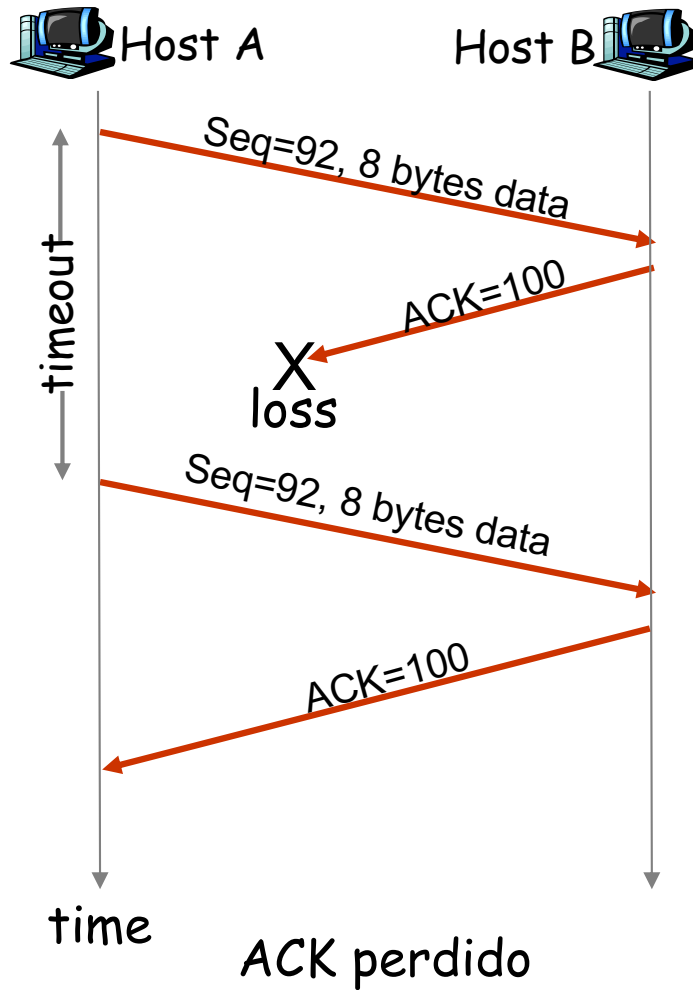 Host A
Host B
Seq=92, 8 bytes data
timeout
ACK=100
X
loss
Seq=92, 8 bytes data
ACK=100
time
ACK perdido